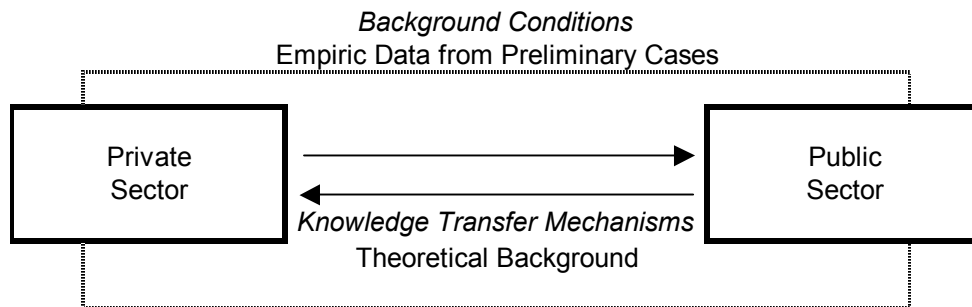 Background Conditions
Empiric Data from Preliminary Cases
Private
Sector
Public
Sector
Knowledge Transfer Mechanisms
Theoretical Background